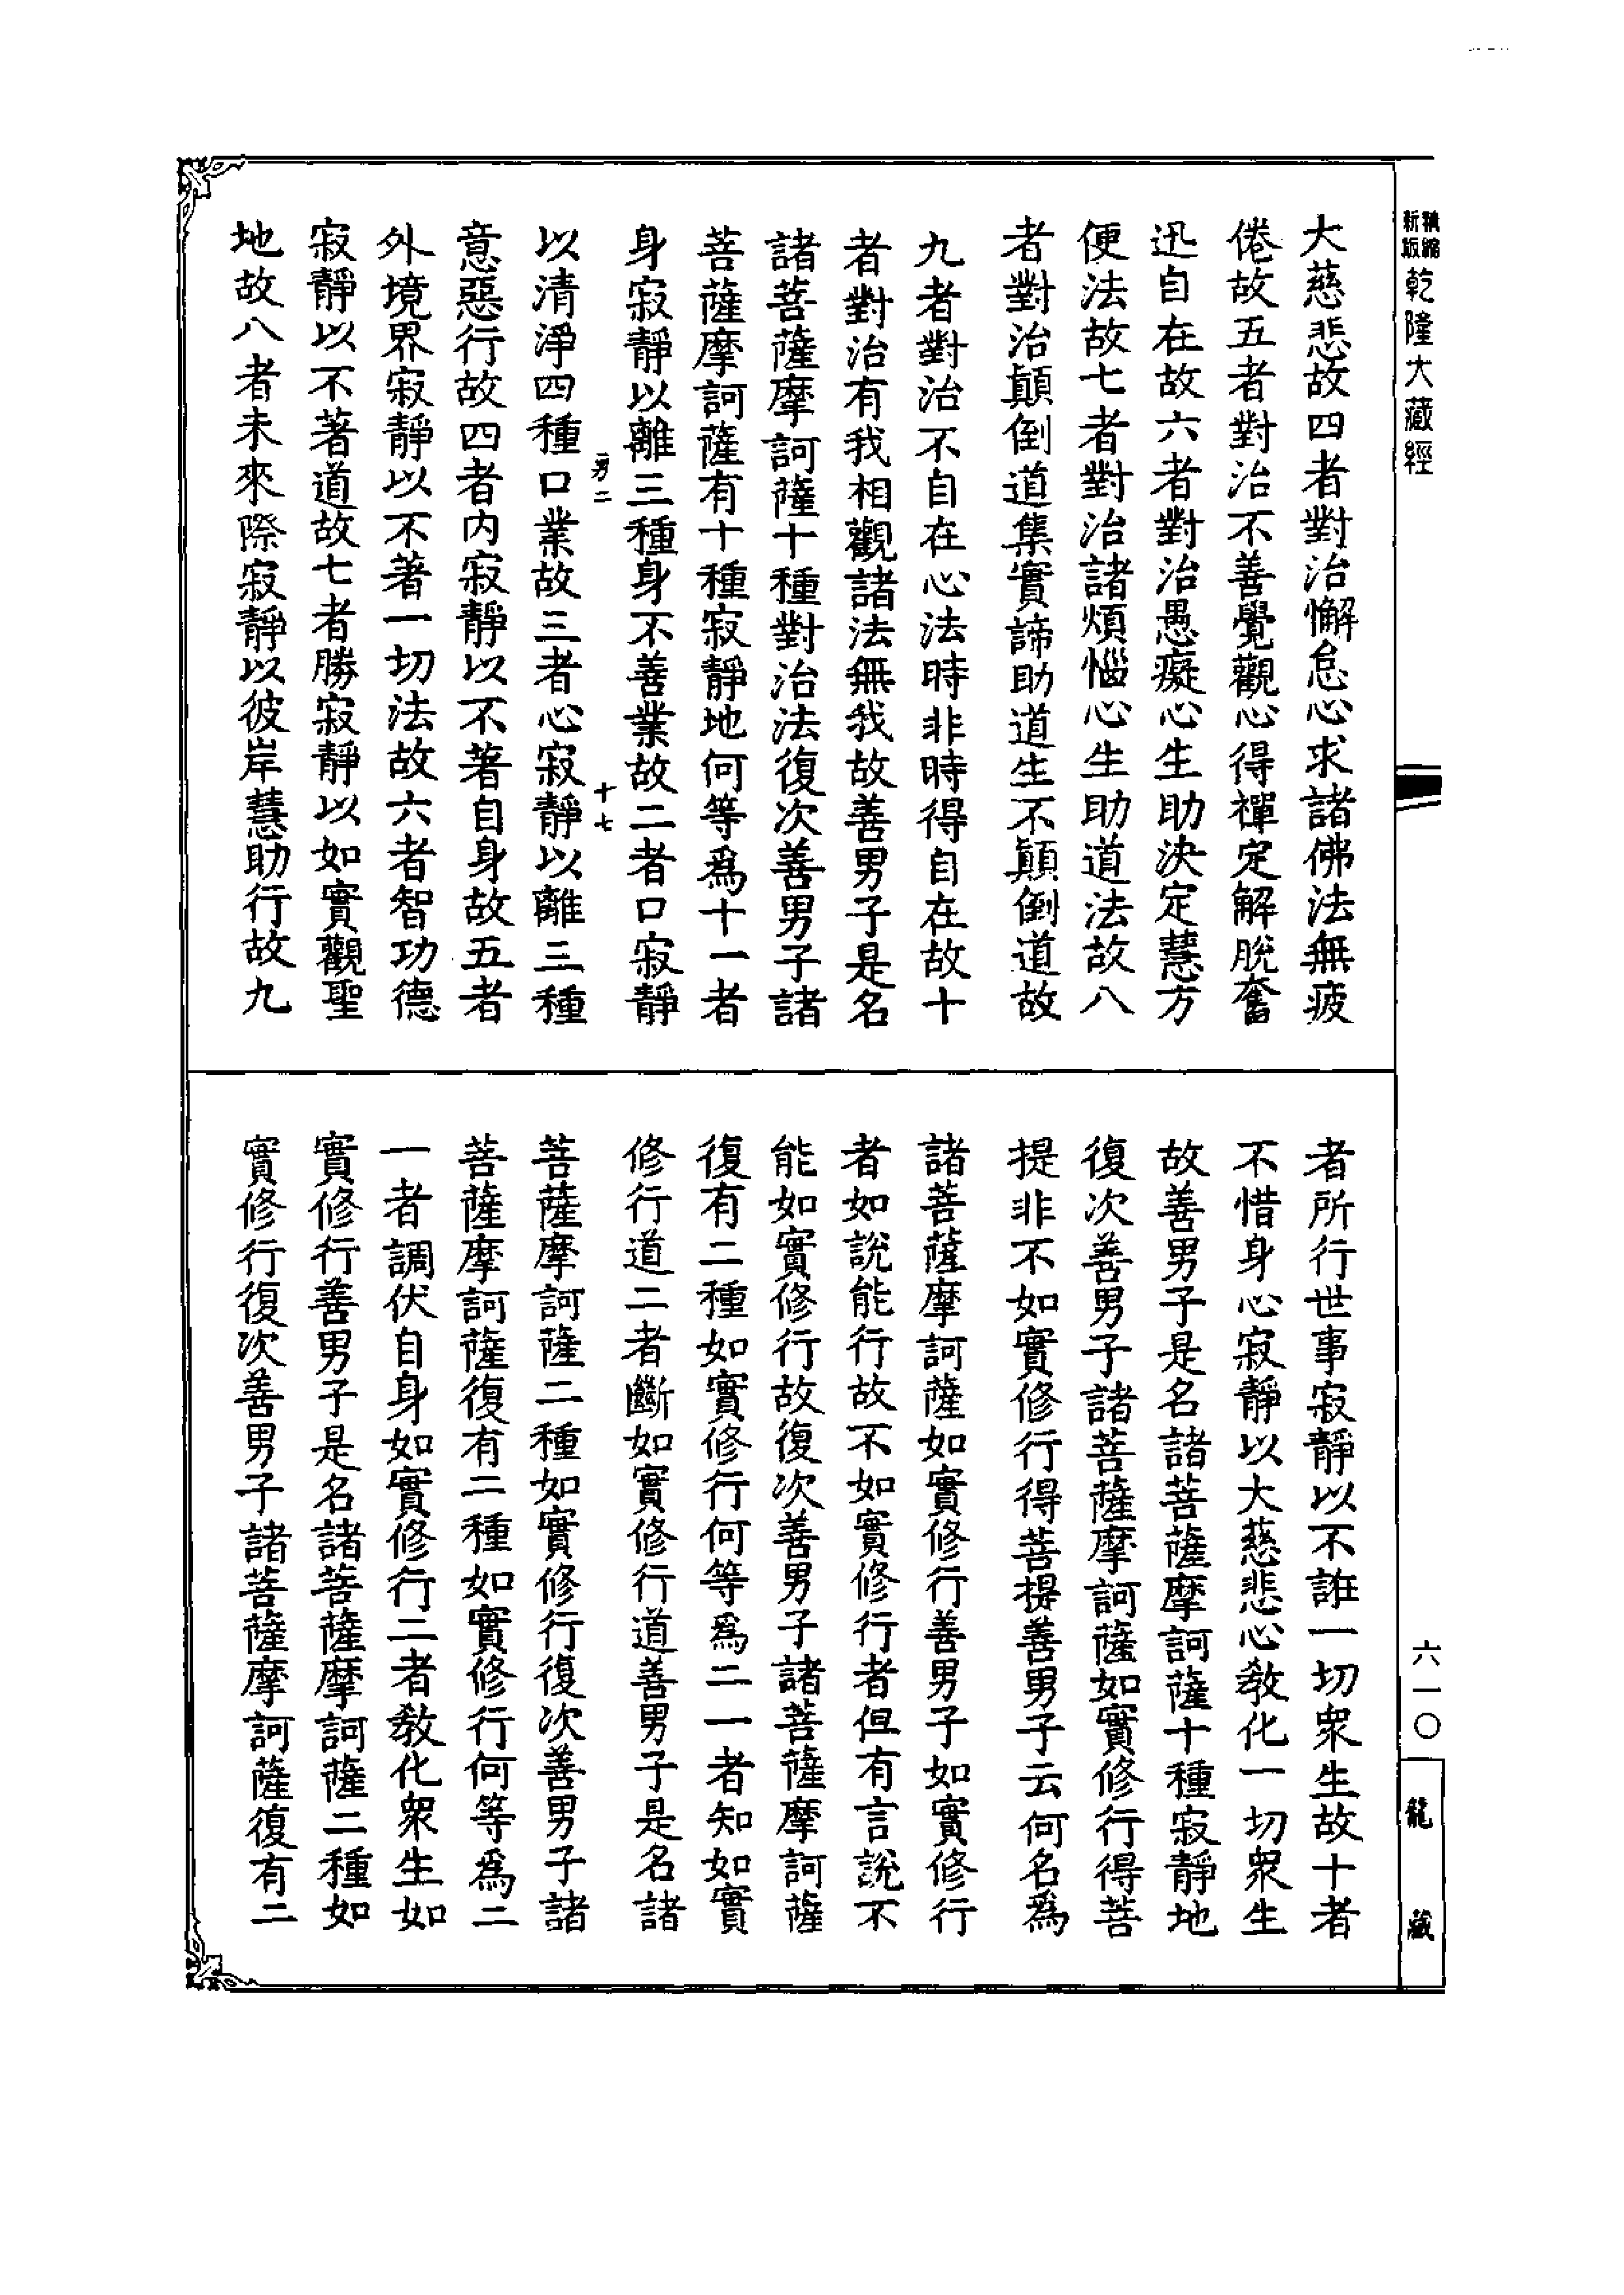 精縮
新版
乾隆大藏經
大慈悲故四者對治懈怠心求諸佛法無疲
倦故五者對治不善覺觀心得禪定解脫奮
迅自在故六者對治愚癡心生助決定慧方
便法故七者對治諸煩惱心生助道法故八
者對治顛倒道集實諦助道生不顛倒道故
九者對治不自在心法時非時得自在故十
者對治有我相觀諸法無我故善男子是名
諸菩薩摩訶薩十種對治法復次善男子諸
菩薩摩訶薩有十種寂靜地何等爲十一者
身寂靜以離三種身不善業故二者口寂靜
男二
十七
以清淨四種口業故三者心寂靜以離三種
意惡行故四者內寂靜以不著自身故五者
外境界寂靜以不著一切法故六者智功德
寂靜以不著道故七者勝寂靜以如實觀聖
地故八者未來際寂靜以彼岸慧助行故九
者所行世事寂靜以不誑一切衆生故十者
不惜身心寂靜以大慈悲心教化一切衆生
故善男子是名諸菩薩摩訶薩十種寂靜地
復次善男子諸菩薩摩訶薩如實修行得菩
提非不如實修行得菩提善男子云何名爲
諸菩薩摩訶薩如實修行善男子如實修行
者如說能行故不如實修行者但有言說不
能如實修行故復次善男子諸菩薩摩訶薩
復有二種如實修行何等爲二一者知如實
修行道二者斷如實修行道善男子是名諸
菩薩摩訶薩二種如實修行復次善男子諸
菩薩摩訶薩復有二種如實修行何等爲二
一者調伏自身如實修行二者教化衆生如
實修行善男子是名諸菩薩摩訶薩二種如
實修行復次善男子諸菩薩摩訶薩復有二
六一〇
龍藏